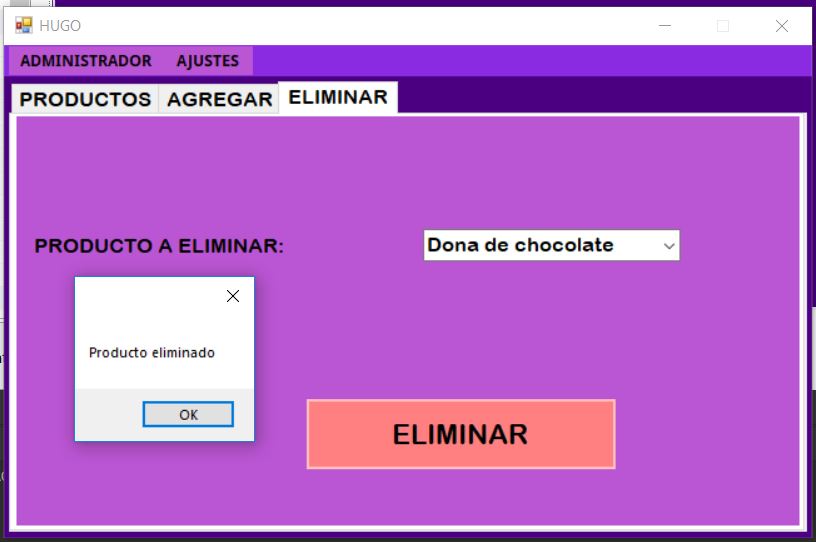 HUGO
ADMINISTRADOR AJUSTES
PRODUCTOS AGREGAR ELIMINAR
PRODUCTO A ELIMINAR: Dona de chocolate
Producto eliminado
OK
ELIMINAR